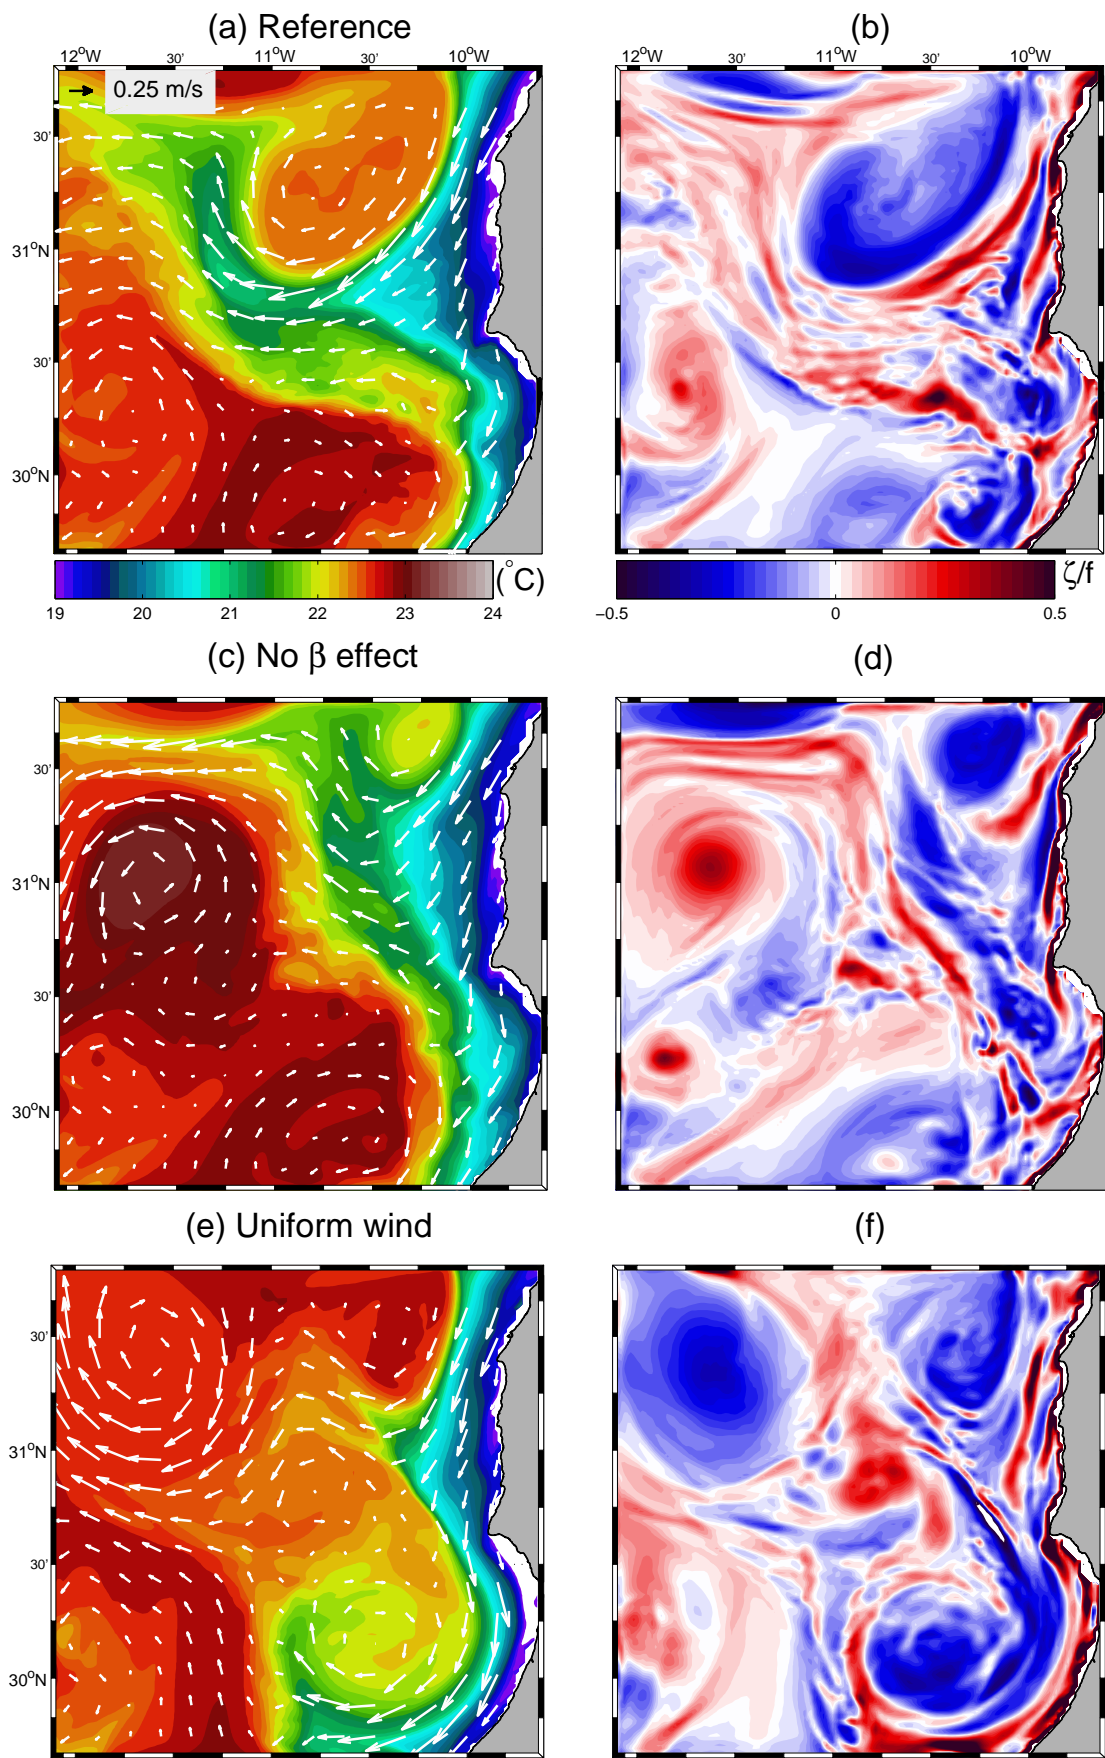 (a) Reference
(b)
12°W 30' 11°W 30' 10°W
12°W 30' 11°W 30' 10°W
0.25 m/s
30'
31°N
30'
30°N
(°C)
ζ/f
19 20 21 22 23 24
−0.5 0 0.5
(c) No β effect
(d)
30'
31°N
30'
30°N
(e) Uniform wind
(f)
30'
31°N
30'
30°N